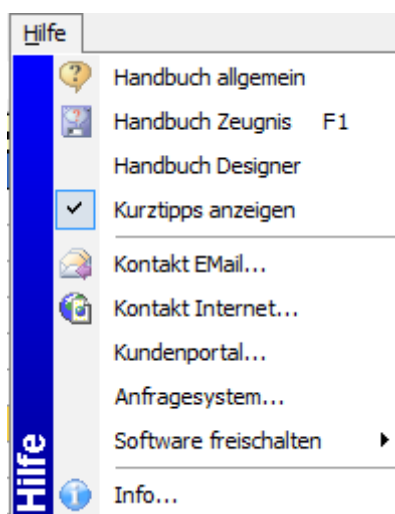 Hilfe
Handbuch allgemein
Handbuch Zeugnis F1
Handbuch Designer
Kurztipps anzeigen
Kontakt EMail...
Kontakt Internet...
Kundenportal...
Anfragesystem...
Software freischalten
Info...
Hilfe